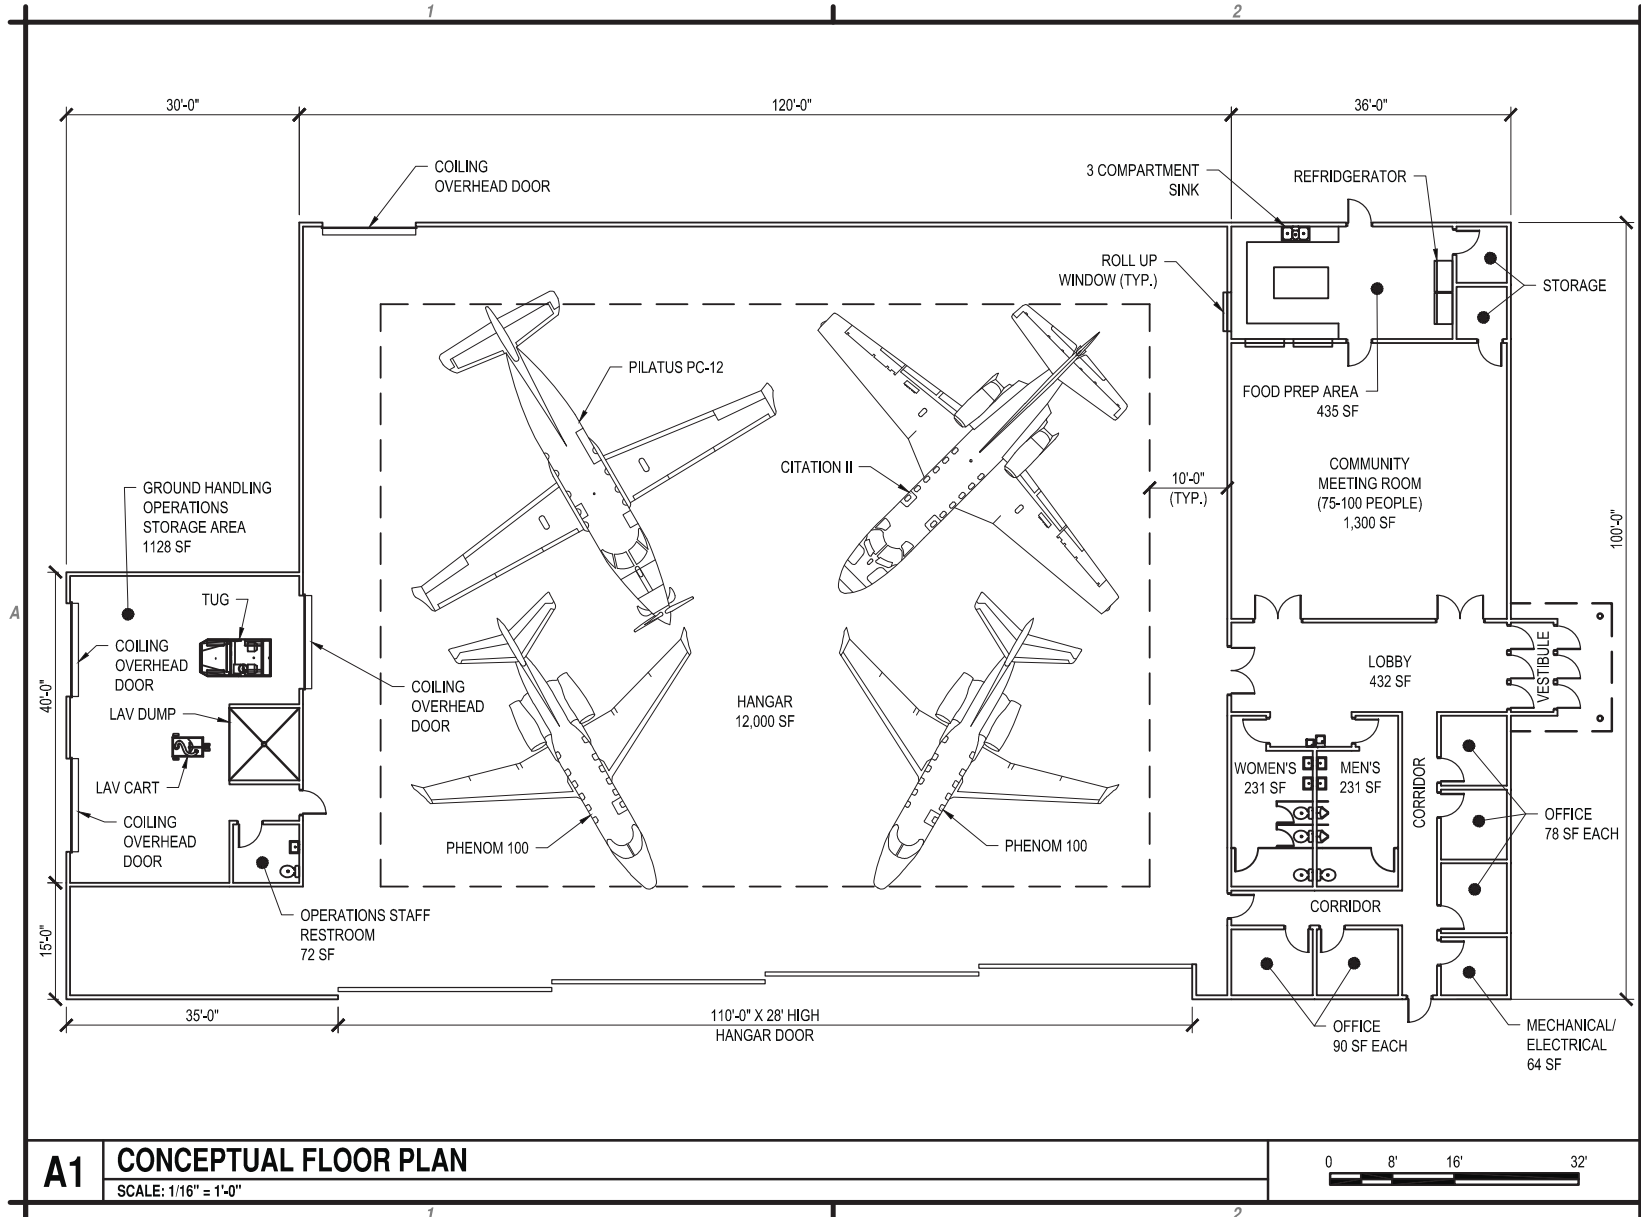 1
2
30'-0"
120'-0"
36'-0"
COILING
OVERHEAD DOOR
3 COMPARTMENT
SINK
REFRIDGERATOR
ROLL UP
WINDOW (TYP.)
STORAGE
PILATUS PC-12
FOOD PREP AREA
435 SF
CITATION II
10'-0"
(TYP.)
COMMUNITY
MEETING ROOM
(75-100 PEOPLE)
1,300 SF
100'-0"
GROUND HANDLING
OPERATIONS
STORAGE AREA
1128 SF
A
TUG
COILING
OVERHEAD
DOOR
40'-0"
LAV DUMP
LAV CART
COILING
OVERHEAD
DOOR
COILING
OVERHEAD
DOOR
HANGAR
12,000 SF
LOBBY
432 SF
VESTIBULE
WOMEN'S
231 SF
MEN'S
231 SF
CORRIDOR
OFFICE
78 SF EACH
PHENOM 100
PHENOM 100
CORRIDOR
OPERATIONS STAFF
RESTROOM
72 SF
15'-0"
35'-0"
110'-0" X 28' HIGH
HANGAR DOOR
OFFICE
90 SF EACH
MECHANICAL/
ELECTRICAL
64 SF
A1
CONCEPTUAL FLOOR PLAN
SCALE: 1/16" = 1'-0"
0 8' 16' 32'
1
2